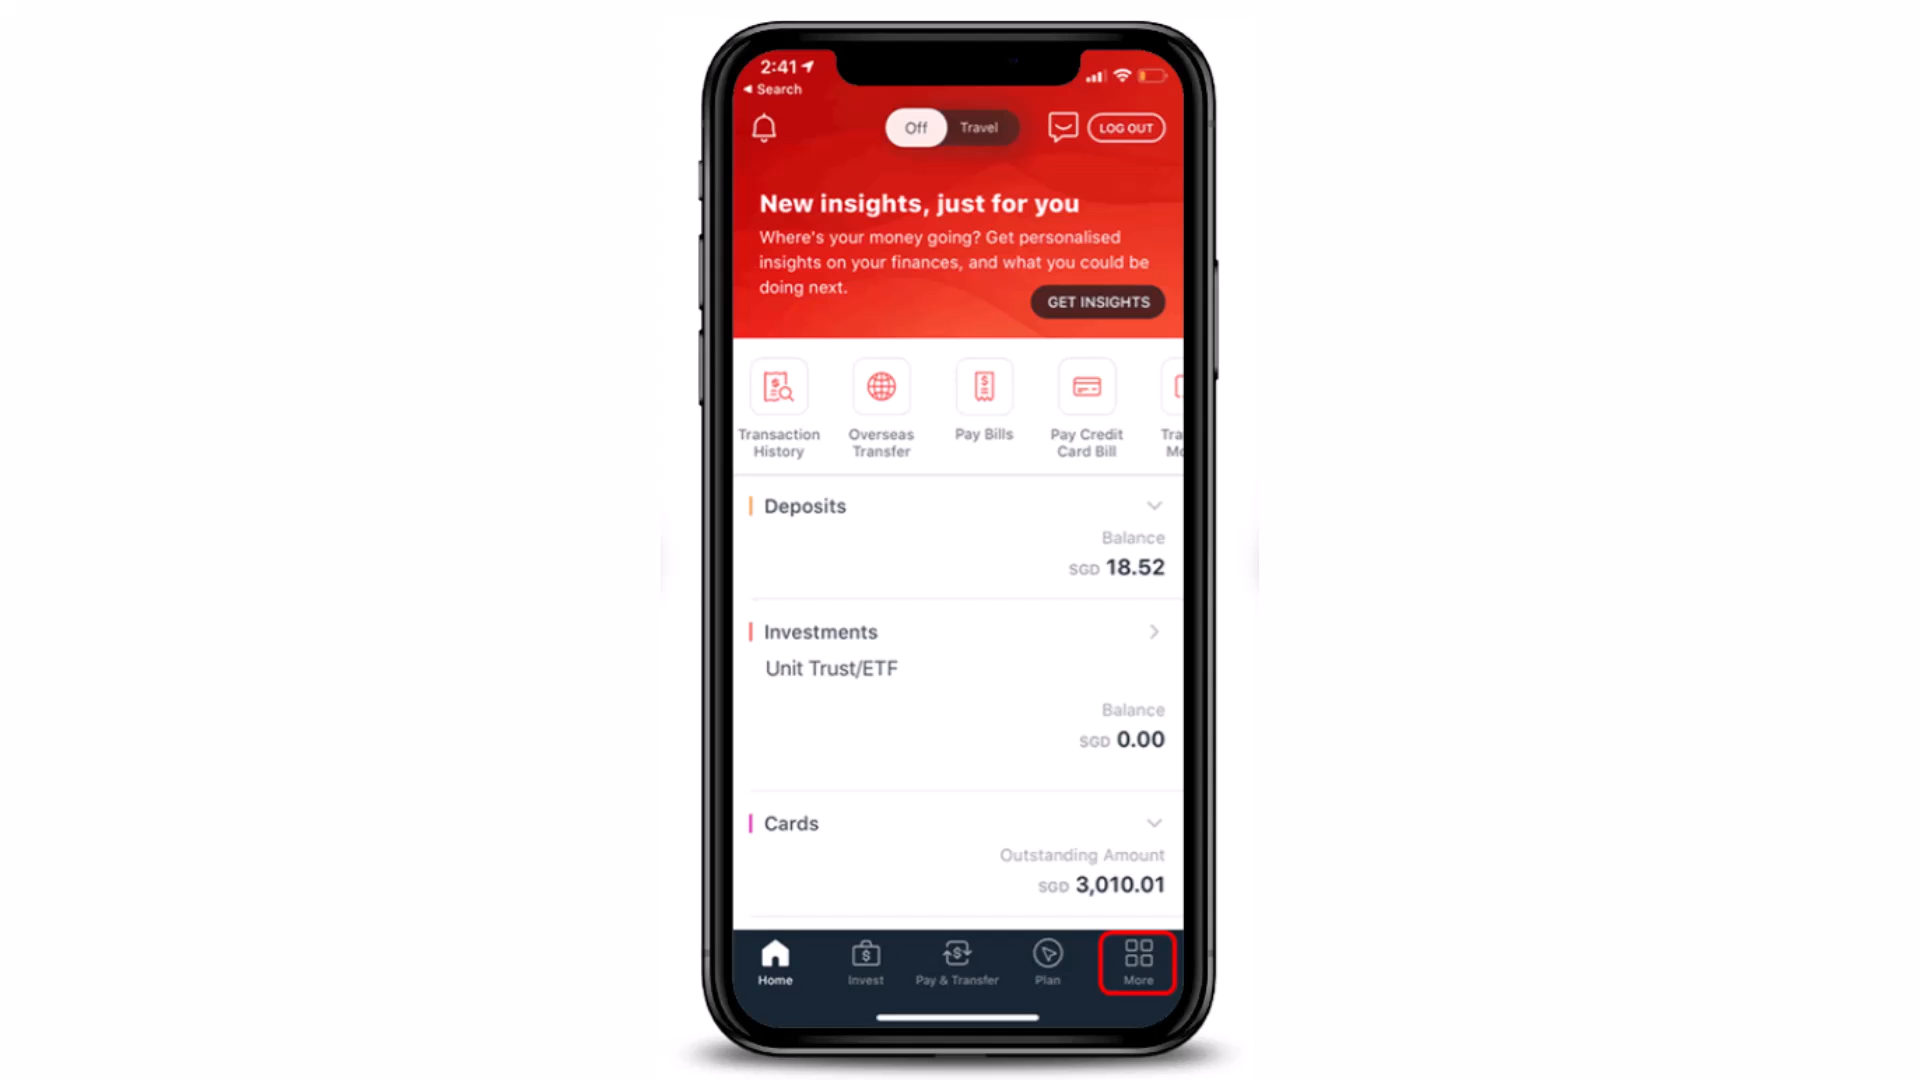 2:41
◀ Search
Off Travel LOG OUT
New insights, just for you
Where's your money going? Get personalised
insights on your finances, and what you could be
doing next.
GET INSIGHTS
Transaction
History
Overseas
Transfer
Pay Bills
Pay Credit
Card Bill
Deposits
Balance
SGD 18.52
Investments
Unit Trust/ETF
Balance
SGD 0.00
Cards
Outstanding Amount
SGD 3,010.01
Home Invest Pay & Transfer Plan More